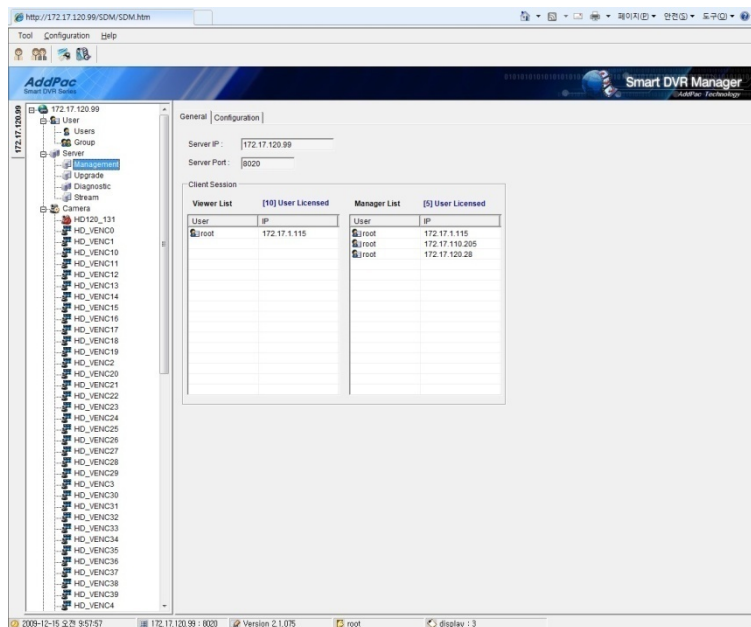 http://172.17.120.99/SDM/SDM.htm
페이지(P) 안전(S) 도구(O)
Tool Configuration Help
AddPac
Smart DVR Series
Smart DVR Manager
AddPac Technology
172.17.120.99
172.17.120.99
User
Users
Group
Server
Management
Upgrade
Diagnostic
Stream
Camera
HD120_131
HD_VENC0
HD_VENC1
HD_VENC10
HD_VENC11
HD_VENC12
HD_VENC13
HD_VENC14
HD_VENC15
HD_VENC16
HD_VENC17
HD_VENC18
HD_VENC19
HD_VENC2
HD_VENC20
HD_VENC21
HD_VENC22
HD_VENC23
HD_VENC24
HD_VENC25
HD_VENC26
HD_VENC27
HD_VENC28
HD_VENC29
HD_VENC3
HD_VENC30
HD_VENC31
HD_VENC32
HD_VENC33
HD_VENC34
HD_VENC35
HD_VENC36
HD_VENC37
HD_VENC38
HD_VENC39
HD_VENC4
General Configuration
Server IP : 172.17.120.99
Server Port : 8020
Client Session
Viewer List [10] User Licensed
User IP
root 172.17.1.115
Manager List [5] User Licensed
User IP
root 172.17.1.115
root 172.17.110.205
root 172.17.120.28
2009-12-15 오전 9:57:57 172.17.120.99 : 8020 Version 2.1.075 root display : 3